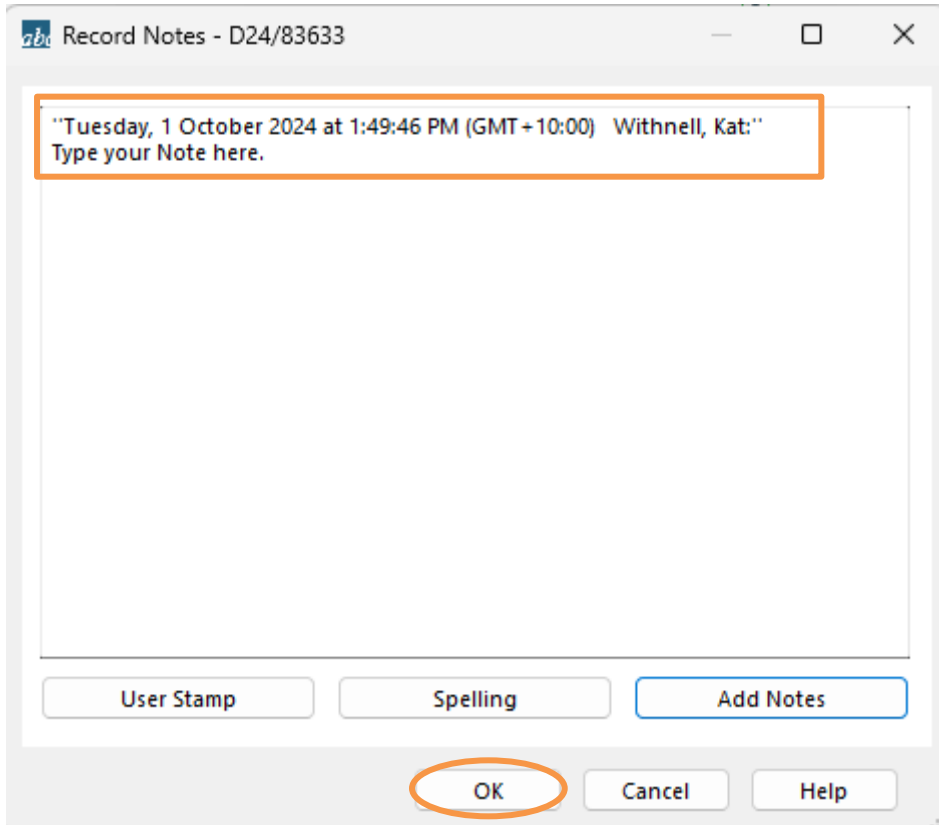 abc Record Notes - D24/83633
"Tuesday, 1 October 2024 at 1:49:46 PM (GMT+10:00)   Withnell, Kat:"
Type your Note here.
User Stamp Spelling Add Notes
OK Cancel Help